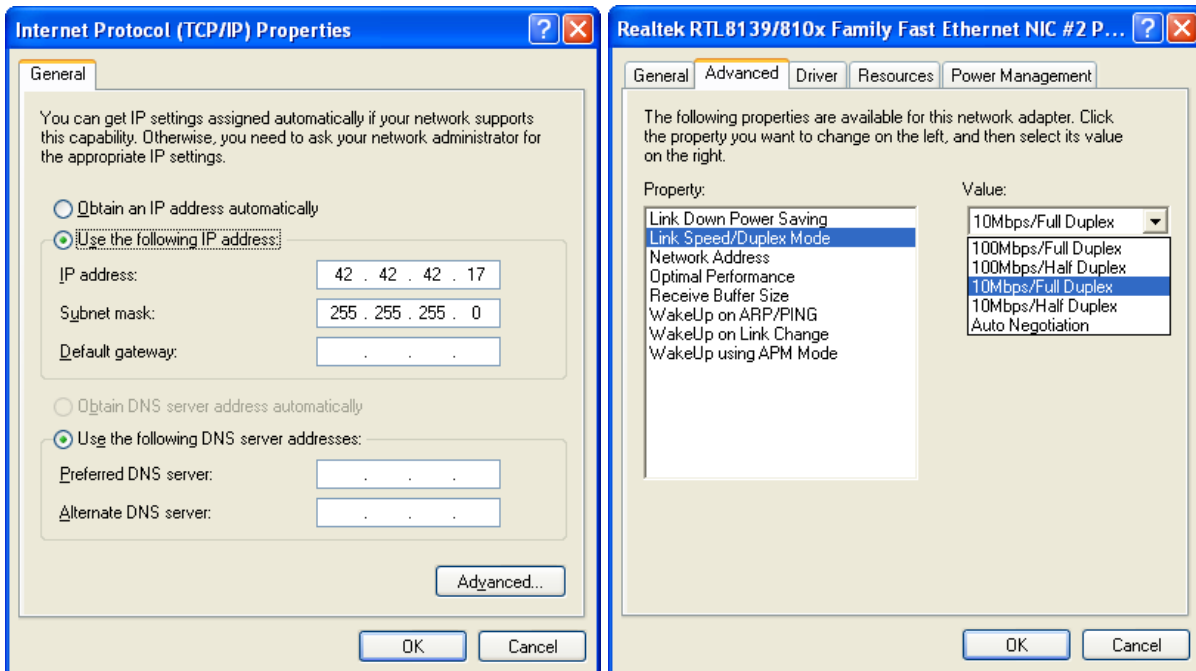 Internet Protocol (TCP/IP) Properties
General
You can get IP settings assigned automatically if your network supports
this capability. Otherwise, you need to ask your network administrator for
the appropriate IP settings.
Obtain an IP address automatically
Use the following IP address:
IP address: 42 . 42 . 42 . 17
Subnet mask: 255 . 255 . 255 . 0
Default gateway: . . .
Obtain DNS server address automatically
Use the following DNS server addresses:
Preferred DNS server: . . .
Alternate DNS server: . . .
Advanced...
OK Cancel
Realtek RTL8139/810x Family Fast Ethernet NIC #2 P... ?
General Advanced Driver Resources Power Management
The following properties are available for this network adapter. Click
the property you want to change on the left, and then select its value
on the right.
Property:
Link Down Power Saving
Link Speed/Duplex Mode
Network Address
Optimal Performance
Receive Buffer Size
WakeUp on ARP/PING
WakeUp on Link Change
WakeUp using APM Mode
Value:
10Mbps/Full Duplex
100Mbps/Full Duplex
100Mbps/Half Duplex
10Mbps/Full Duplex
10Mbps/Half Duplex
Auto Negotiation
OK Cancel